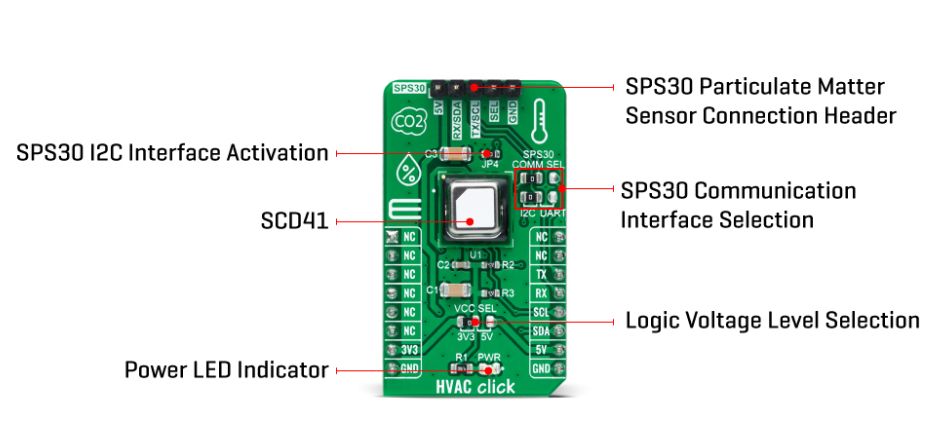 SPS30 Particulate Matter
Sensor Connection Header
SPS30 I2C Interface Activation
SPS30 Communication
Interface Selection
SCD41
Logic Voltage Level Selection
Power LED Indicator
SPS30
5V
RX/SDA
TX/SCL
SEL
GND
CO2
%
C3
JP4
SPS30
COMM SEL
I2C UART
U1
C2
R2
C1
R3
VCC SEL
3V3 5V
R1 PWR
NC
NC
NC
NC
NC
NC
3V3
GND
NC
NC
TX
RX
SCL
SDA
5V
GND
HVAC click